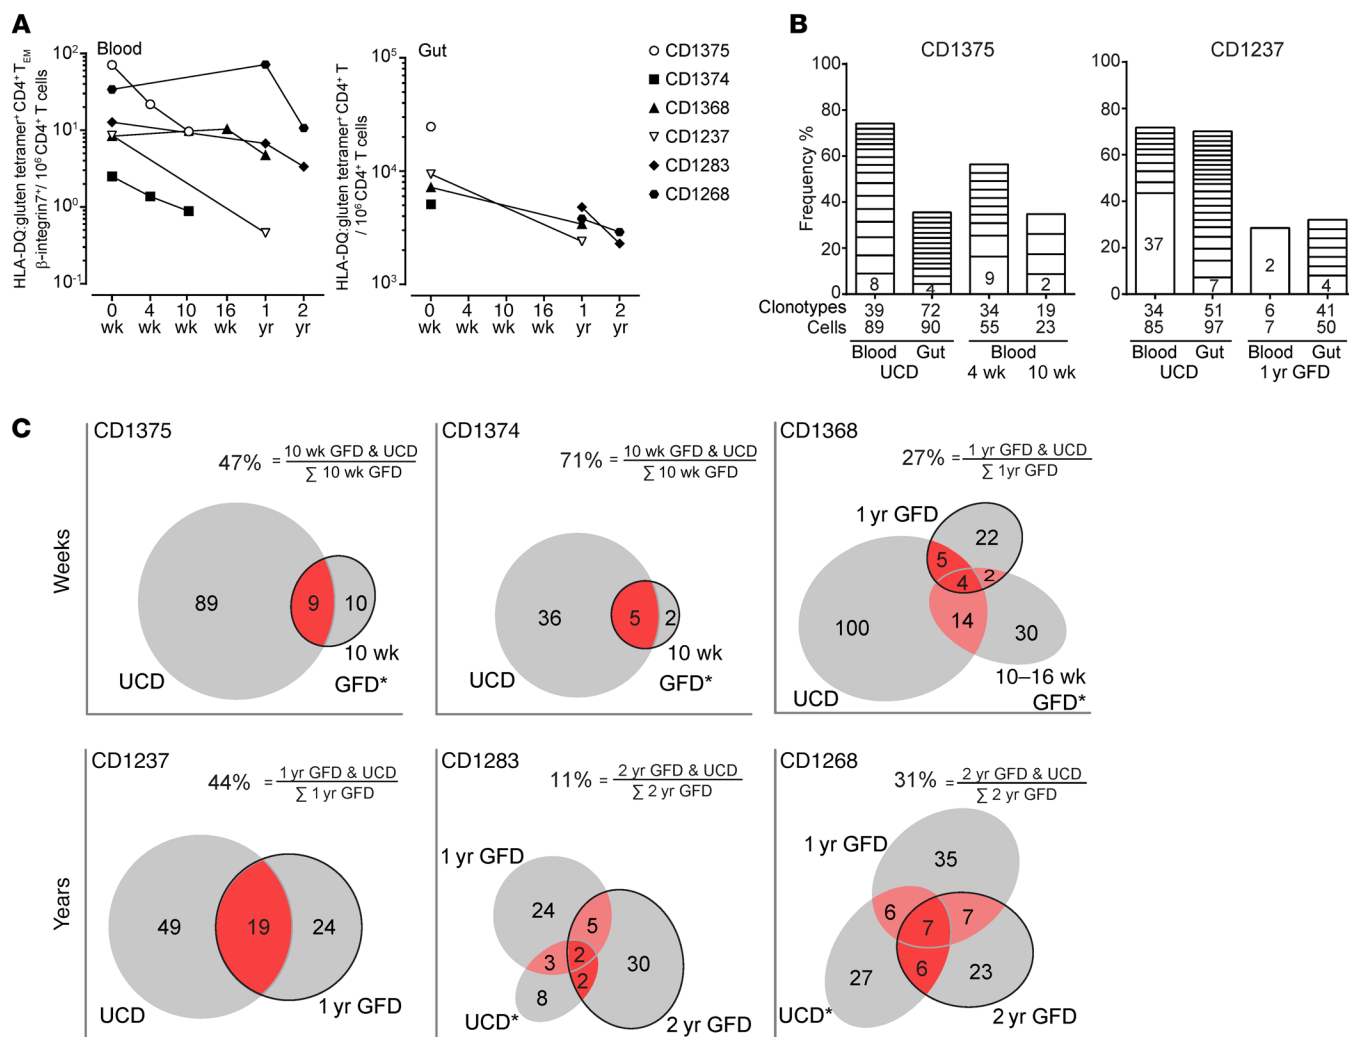 A
Blood
HLA-DQ:gluten tetramer⁺ CD4⁺ T_EM
β-integrin7⁺/ 10⁶ CD4⁺ T cells
10²
10¹
10⁰
10⁻¹
0 4 10 16 1 2
wk wk wk wk yr yr
Gut
HLA-DQ:gluten tetramer⁺ CD4⁺ T
/ 10⁶ CD4⁺ T cells
10⁵
10⁴
10³
0 4 10 16 1 2
wk wk wk wk yr yr
CD1375
CD1374
CD1368
CD1237
CD1283
CD1268
B
CD1375
Frequency %
100
80
60
40
20
0
8 4 9 2
Clonotypes 39 72 34 19
Cells 89 90 55 23
Blood Gut Blood
UCD 4 wk 10 wk
CD1237
100
80
60
40
20
0
37 7 2 4
34 51 6 41
85 97 7 50
Blood Gut Blood Gut
UCD 1 yr GFD
C
Weeks
CD1375
47% = 10 wk GFD & UCD
∑ 10 wk GFD
89 9 10
UCD
10 wk
GFD*
CD1374
71% = 10 wk GFD & UCD
∑ 10 wk GFD
36 5 2
UCD
10 wk
GFD*
CD1368
27% = 1 yr GFD & UCD
∑ 1yr GFD
1 yr GFD
22
5
4 2
100 14 30
UCD
10–16 wk
GFD*
Years
CD1237
44% = 1 yr GFD & UCD
∑ 1 yr GFD
49 19 24
UCD
1 yr GFD
CD1283
11% = 2 yr GFD & UCD
∑ 2 yr GFD
1 yr GFD
24 5
3 2 30
8 2
UCD*
2 yr GFD
CD1268
31% = 2 yr GFD & UCD
∑ 2 yr GFD
1 yr GFD
35
6 7 7
27 6 23
UCD*
2 yr GFD